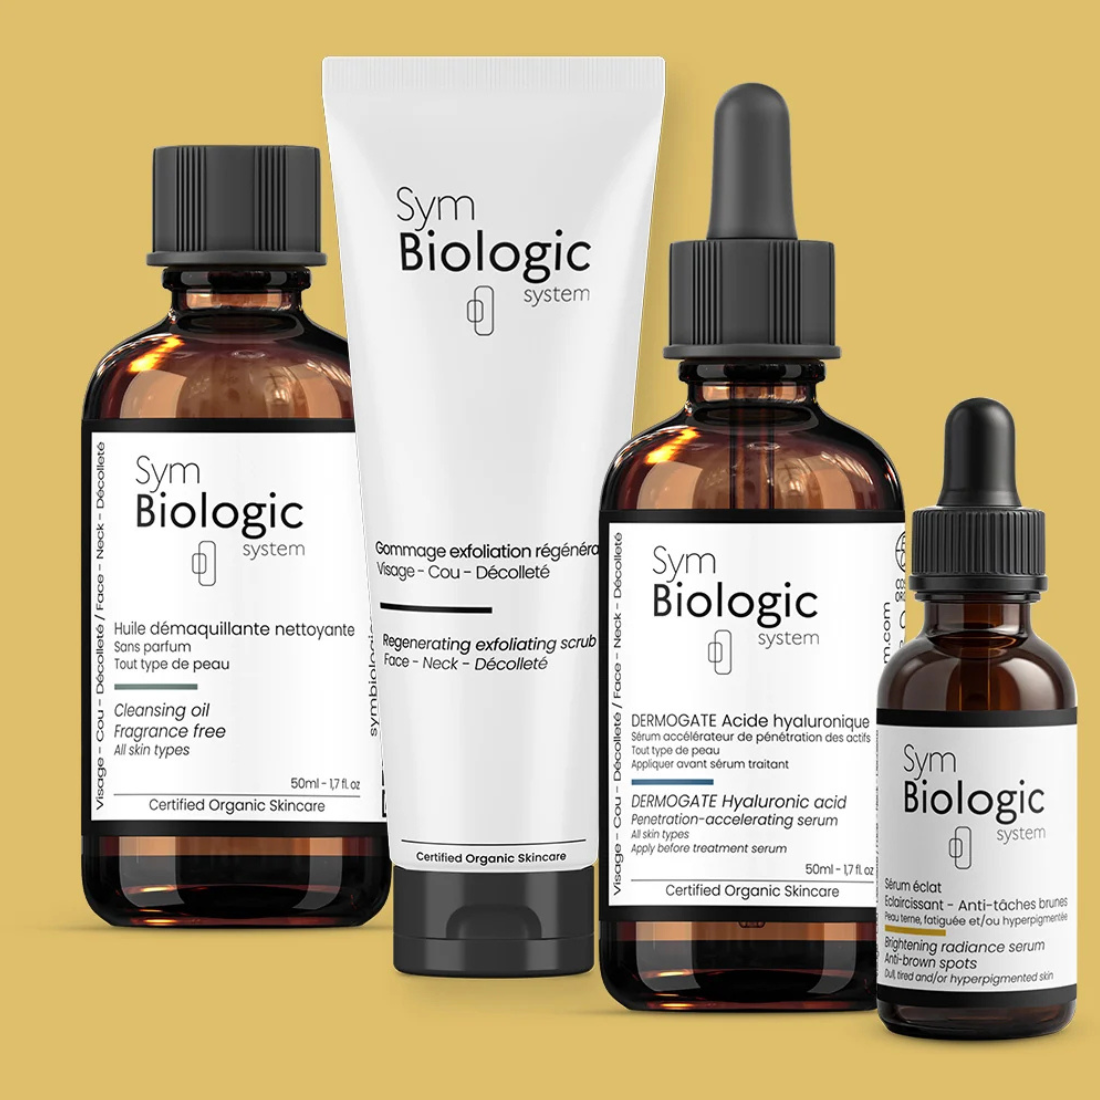 Sym
Biologic
system
Visage - Cou - Décolleté / Face - Neck - Décolleté
Huile démaquillante nettoyante
Sans parfum
Tout type de peau
Cleansing oil
Fragrance free
All skin types
50ml - 1,7 fl. oz
Certified Organic Skincare
Sym
Biologic
system
Gommage exfoliation
Visage - Cou - Décolleté
Regenerating exfoliating scrub
Face - Neck - Décolleté
Certified Organic Skincare
Sym
Biologic
system
Visage - Cou - Décolleté / Face - Neck - Décolleté
DERMOGATE Acide hyaluronique
Sérum accélérateur de pénétration des actifs
Tout type de peau
Appliquer avant sérum traitant
DERMOGATE Hyaluronic acid
Penetration-accelerating serum
All skin types
Apply before treatment serum
50ml - 1,7 fl. oz
Certified Organic Skincare
Sym
Biologic
system
Sérum éclat
Eclaircissant - Anti-tâches brunes
Peau terne, fatiguée et/ou hyperpigmentée
Brightening radiance serum
Anti-brown spots
Dull, tired and/or hyperpigmented skin